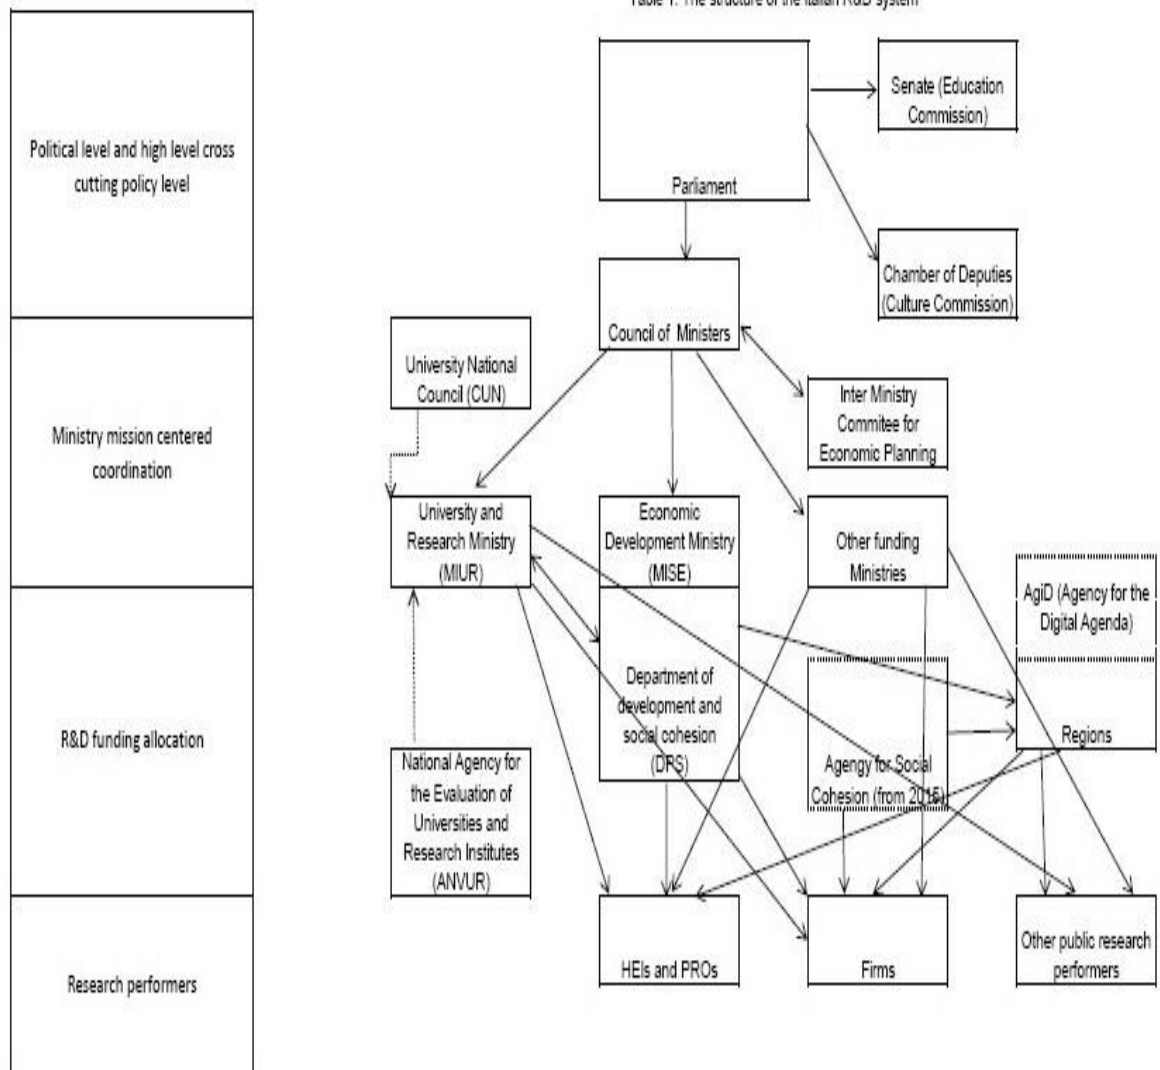 Table 1. The structure of the Italian R&D system
Political level and high level cross
cutting policy level
Ministry mission centered
coordination
R&D funding allocation
Research performers
Parliament
Senate (Education
Commission)
Chamber of Deputies
(Culture Commission)
Council of Ministers
University National
Council (CUN)
Inter Ministry
Commitee for
Economic Planning
University and
Research Ministry
(MIUR)
Economic
Development Ministry
(MISE)
Other funding
Ministries
AgiD (Agency for the
Digital Agenda)
Department of
development and
social cohesion
(DPS)
Regions
National Agency for
the Evaluation of
Universities and
Research Institutes
(ANVUR)
Agengy for Social
Cohesion (from 2015)
HEIs and PROs
Firms
Other public research
performers